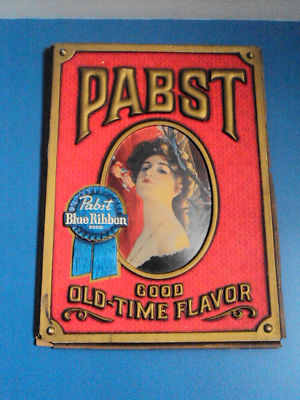 PABST
Pabst
Blue Ribbon
BEER
GOOD
OLD-TIME FLAVOR